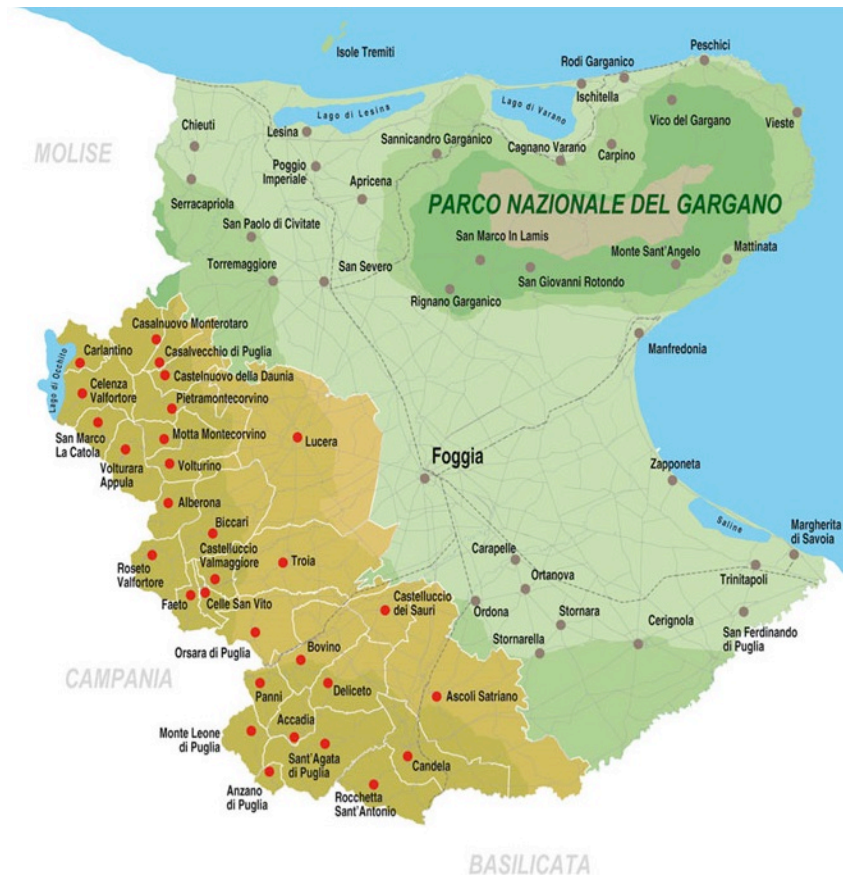 Isole Tremiti
Peschici
Rodi Garganico
Ischitella
Lago di Lesina
Lago di Varano
Vico del Gargano
Vieste
Chieuti
Lesina
Sannicandro Garganico
Cagnano Varano
Carpino
MOLISE
Poggio
Imperiale
Apricena
Serracapriola
PARCO NAZIONALE DEL GARGANO
San Paolo di Civitate
San Marco In Lamis
Monte Sant'Angelo
Mattinata
Torremaggiore
San Severo
San Giovanni Rotondo
Rignano Garganico
Casalnuovo Monterotaro
Manfredonia
Carlantino
Casalvecchio di Puglia
Lago di Occhito
Castelnuovo della Daunia
Celenza
Valfortore
Pietramontecorvino
San Marco
La Catola
Motta Montecorvino
Lucera
Volturara
Appula
Volturino
Foggia
Zapponeta
Alberona
Biccari
Saline
Margherita
di Savoia
Castelluccio
Valmaggiore
Troia
Carapelle
Roseto
Valfortore
Trinitapoli
Ortanova
Faeto
Celle San Vito
Castelluccio
dei Sauri
Ordona
Stornara
Cerignola
San Ferdinando
di Puglia
Orsara di Puglia
Stornarella
Bovino
CAMPANIA
Panni
Deliceto
Ascoli Satriano
Accadia
Monte Leone
di Puglia
Sant'Agata
di Puglia
Candela
Anzano
di Puglia
Rocchetta
Sant'Antonio
BASILICATA